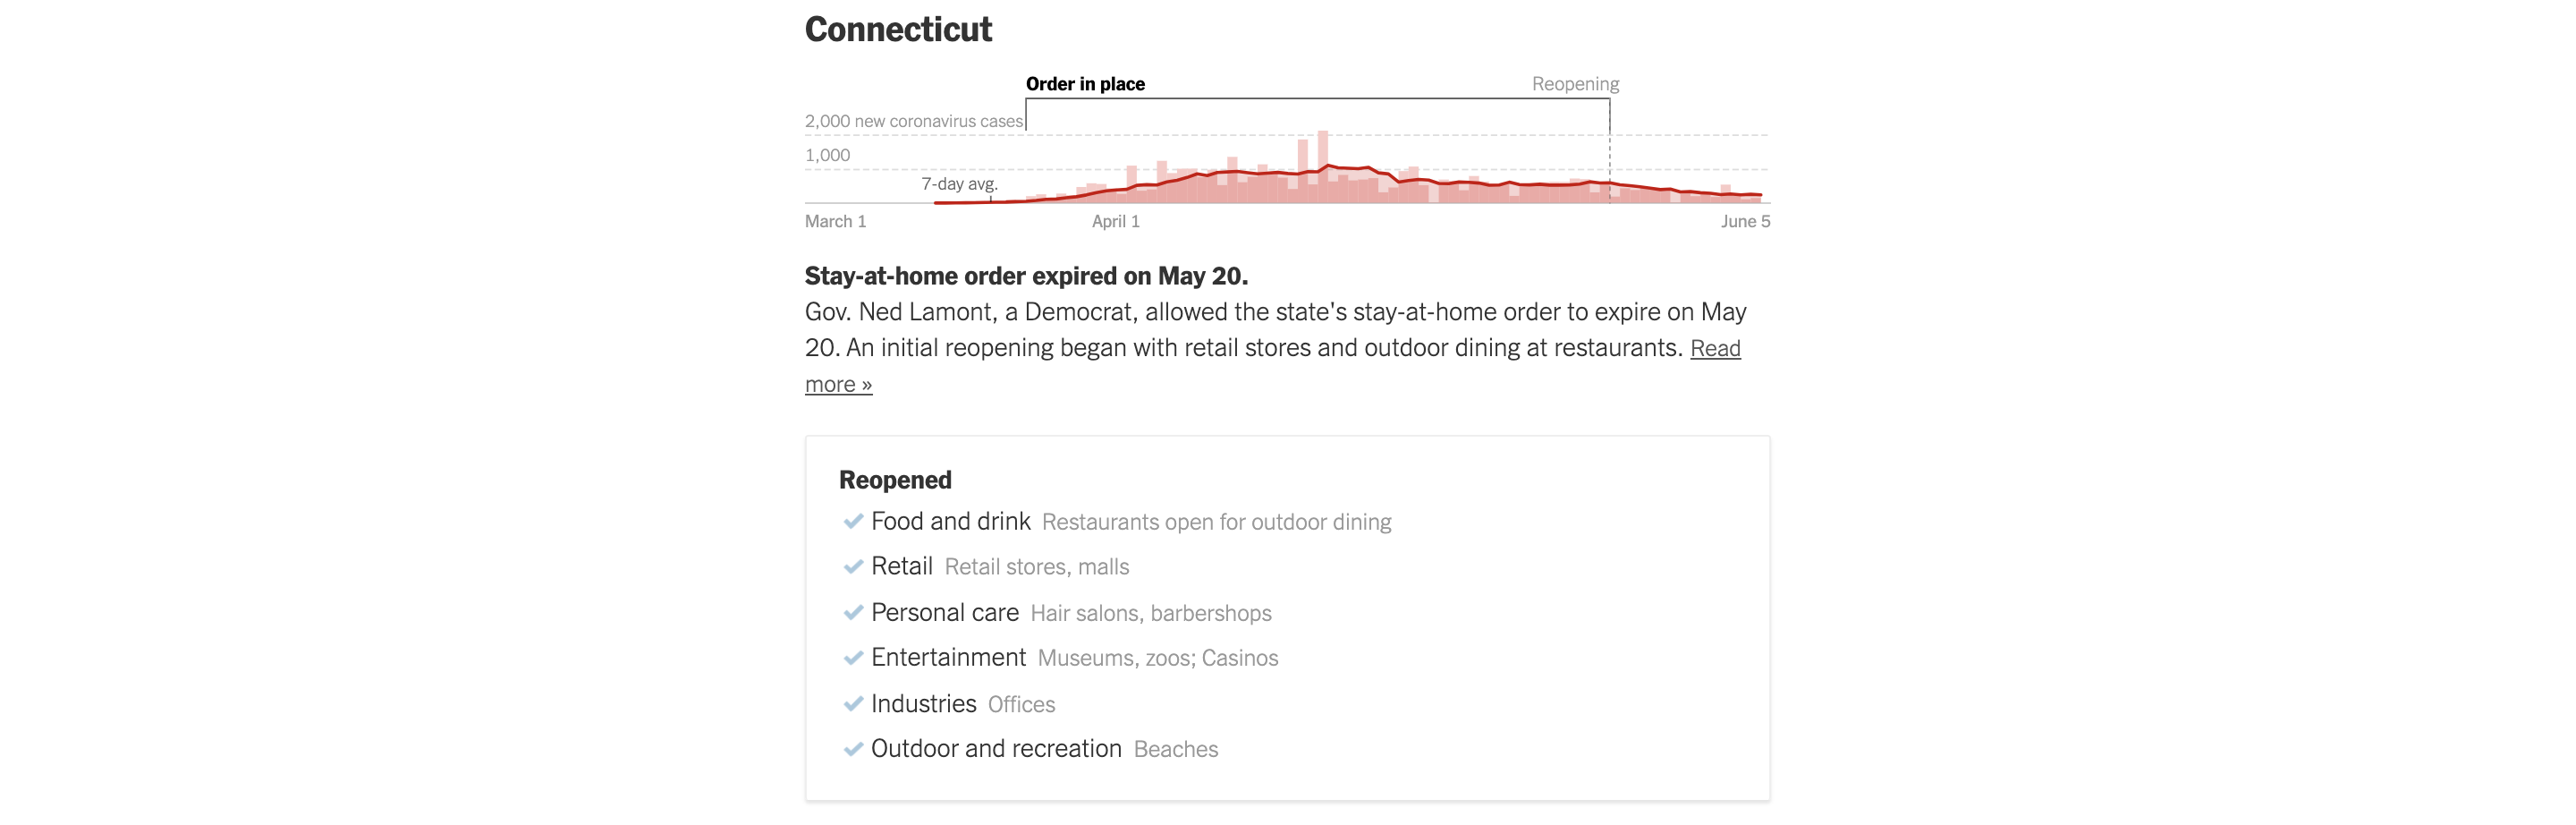 Connecticut
Order in place
Reopening
2,000 new coronavirus cases
1,000
7-day avg.
March 1
April 1
June 5
Stay-at-home order expired on May 20.
Gov. Ned Lamont, a Democrat, allowed the state's stay-at-home order to expire on May
20. An initial reopening began with retail stores and outdoor dining at restaurants. Read
more »
Reopened
Food and drink Restaurants open for outdoor dining
Retail Retail stores, malls
Personal care Hair salons, barbershops
Entertainment Museums, zoos; Casinos
Industries Offices
Outdoor and recreation Beaches